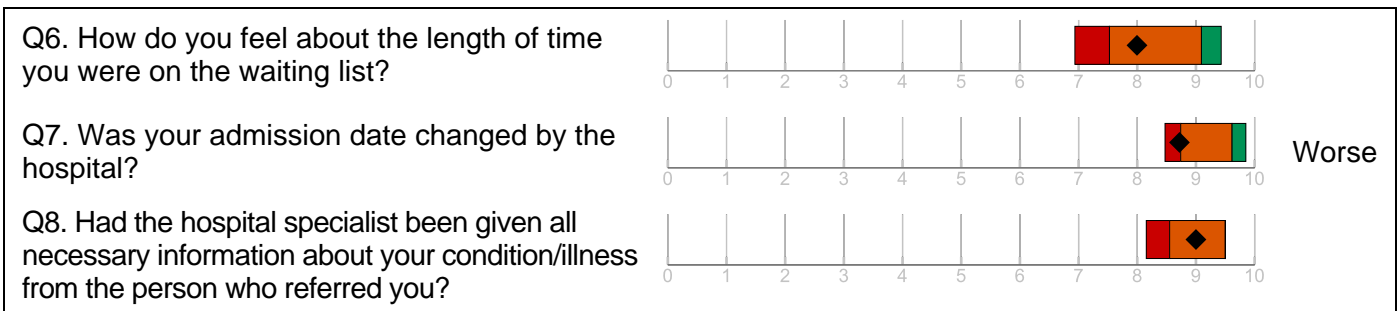 Q6. How do you feel about the length of time
you were on the waiting list?
0 1 2 3 4 5 6 7 8 9 10
Q7. Was your admission date changed by the
hospital?
Worse
0 1 2 3 4 5 6 7 8 9 10
Q8. Had the hospital specialist been given all
necessary information about your condition/illness
from the person who referred you?
0 1 2 3 4 5 6 7 8 9 10